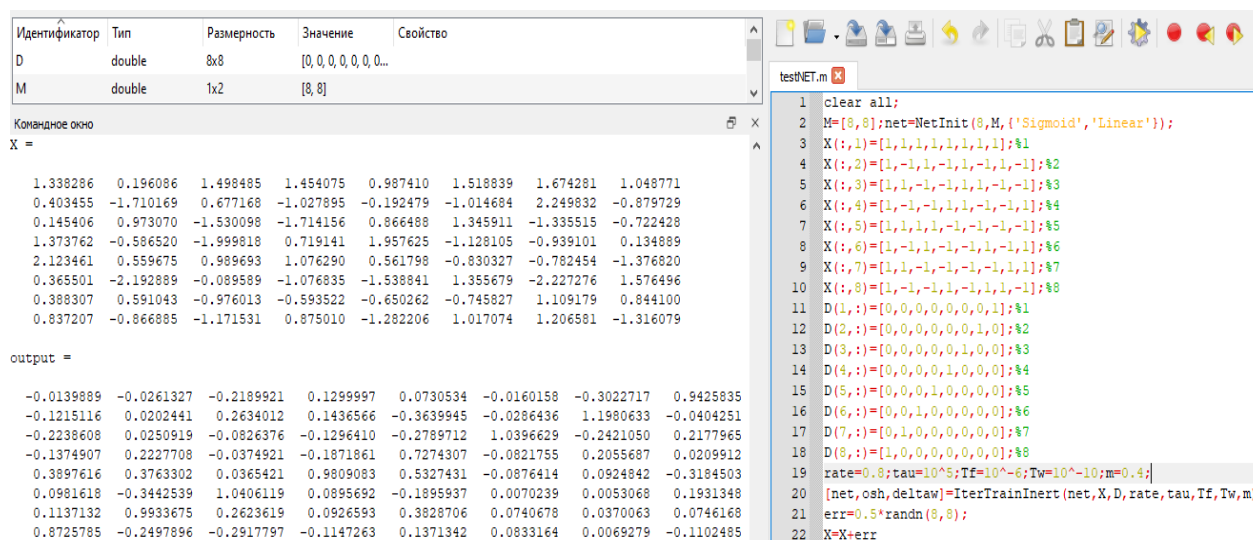 Идентификатор Тип Размерность Значение Свойство
D double 8x8 [0, 0, 0, 0, 0, 0, 0...
M double 1x2 [8, 8]
Командное окно
X =
1.338286 0.196086 1.498485 1.454075 0.987410 1.518839 1.674281 1.048771
0.403455 -1.710169 0.677168 -1.027895 -0.192479 -1.014684 2.249832 -0.879729
0.145406 0.973070 -1.530098 -1.714156 0.866488 1.345911 -1.335515 -0.722428
1.373762 -0.586520 -1.999818 0.719141 1.957625 -1.128105 -0.939101 0.134889
2.123461 0.559675 0.989693 1.076290 0.561798 -0.830327 -0.782454 -1.376820
0.365501 -2.192889 -0.089589 -1.076835 -1.538841 1.355679 -2.227276 1.576496
0.388307 0.591043 -0.976013 -0.593522 -0.650262 -0.745827 1.109179 0.844100
0.837207 -0.866885 -1.171531 0.875010 -1.282206 1.017074 1.206581 -1.316079
output =
-0.0139889 -0.0261327 -0.2189921 0.1299997 0.0730534 -0.0160158 -0.3022717 0.9425835
-0.1215116 0.0202441 0.2634012 0.1436566 -0.3639945 -0.0286436 1.1980633 -0.0404251
-0.2238608 0.0250919 -0.0826376 -0.1296410 -0.2789712 1.0396629 -0.2421050 0.2177965
-0.1374907 0.2227708 -0.0374921 -0.1871861 0.7274307 -0.0821755 0.2055687 0.0209912
0.3897616 0.3763302 0.0365421 0.9809083 0.5327431 -0.0876414 0.0924842 -0.3184503
0.0981618 -0.3442539 1.0406119 0.0895692 -0.1895937 0.0070239 0.0053068 0.1931348
0.1137132 0.9933675 0.2623619 0.0926593 0.3828706 0.0740678 0.0370063 0.0746168
0.8725785 -0.2497896 -0.2917797 -0.1147263 0.1371342 0.0833164 0.0069279 -0.1102485
testNET.m
1 clear all;
2 M=[8,8];net=NetInit(8,M,{'Sigmoid','Linear'});
3 X(:,1)=[1,1,1,1,1,1,1,1];%1
4 X(:,2)=[1,-1,1,-1,1,-1,1,-1];%2
5 X(:,3)=[1,1,-1,-1,1,1,-1,-1];%3
6 X(:,4)=[1,-1,-1,1,1,-1,-1,1];%4
7 X(:,5)=[1,1,1,1,-1,-1,-1,-1];%5
8 X(:,6)=[1,-1,1,-1,-1,1,-1,1];%6
9 X(:,7)=[1,1,-1,-1,-1,-1,1,1];%7
10 X(:,8)=[1,-1,-1,1,-1,1,1,-1];%8
11 D(1,:)=[0,0,0,0,0,0,0,1];%1
12 D(2,:)=[0,0,0,0,0,0,1,0];%2
13 D(3,:)=[0,0,0,0,0,1,0,0];%3
14 D(4,:)=[0,0,0,0,1,0,0,0];%4
15 D(5,:)=[0,0,0,1,0,0,0,0];%5
16 D(6,:)=[0,0,1,0,0,0,0,0];%6
17 D(7,:)=[0,1,0,0,0,0,0,0];%7
18 D(8,:)=[1,0,0,0,0,0,0,0];%8
19 rate=0.8;tau=10^5;Tf=10^-6;Tw=10^-10;m=0.4;
20 [net,osh,deltaw]=IterTrainInert(net,X,D,rate,tau,Tf,Tw,m)
21 err=0.5*randn(8,8);
22 X=X+err